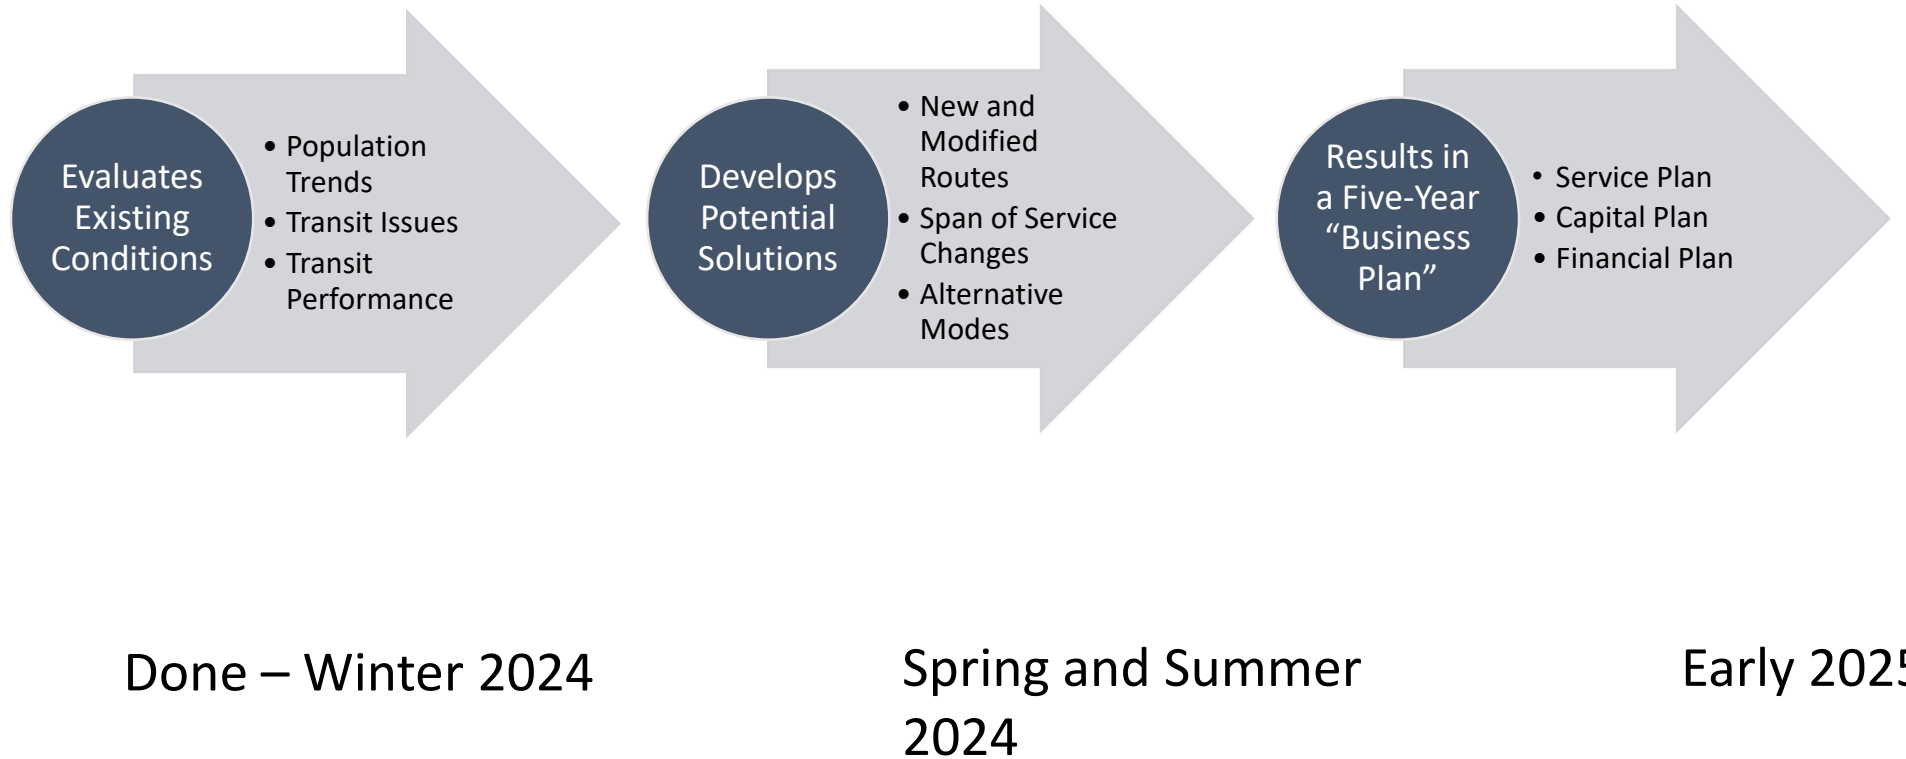 Evaluates
Existing
Conditions
• Population
Trends
• Transit Issues
• Transit
Performance
Develops
Potential
Solutions
• New and
Modified
Routes
• Span of Service
Changes
• Alternative
Modes
Results in
a Five-Year
“Business
Plan”
• Service Plan
• Capital Plan
• Financial Plan
Done – Winter 2024
Spring and Summer
2024
Early 2025